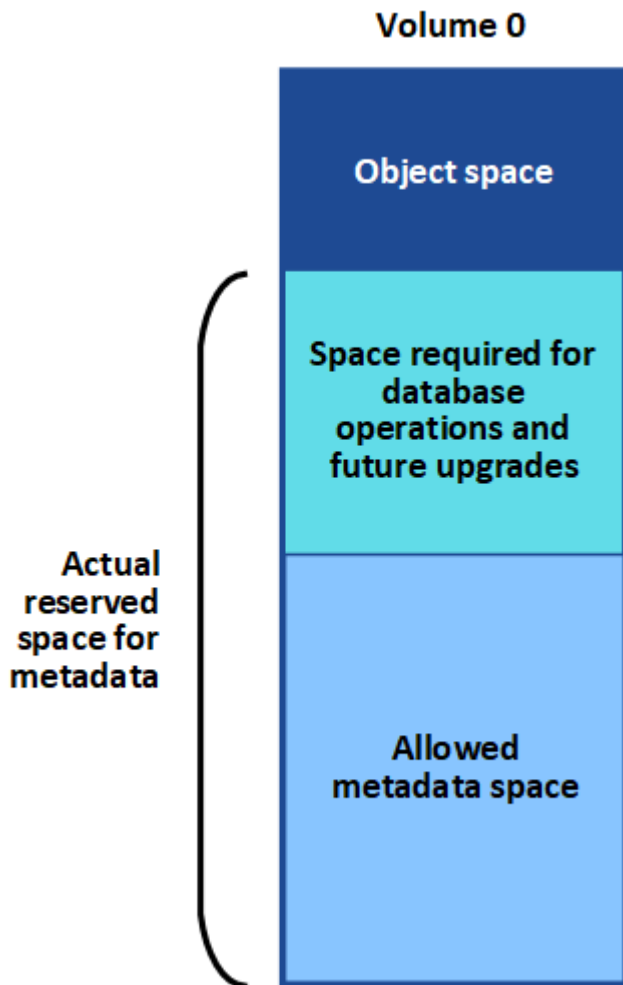 Volume 0
Object space
Space required for
database
operations and
future upgrades
Actual
reserved
space for
metadata
Allowed
metadata space